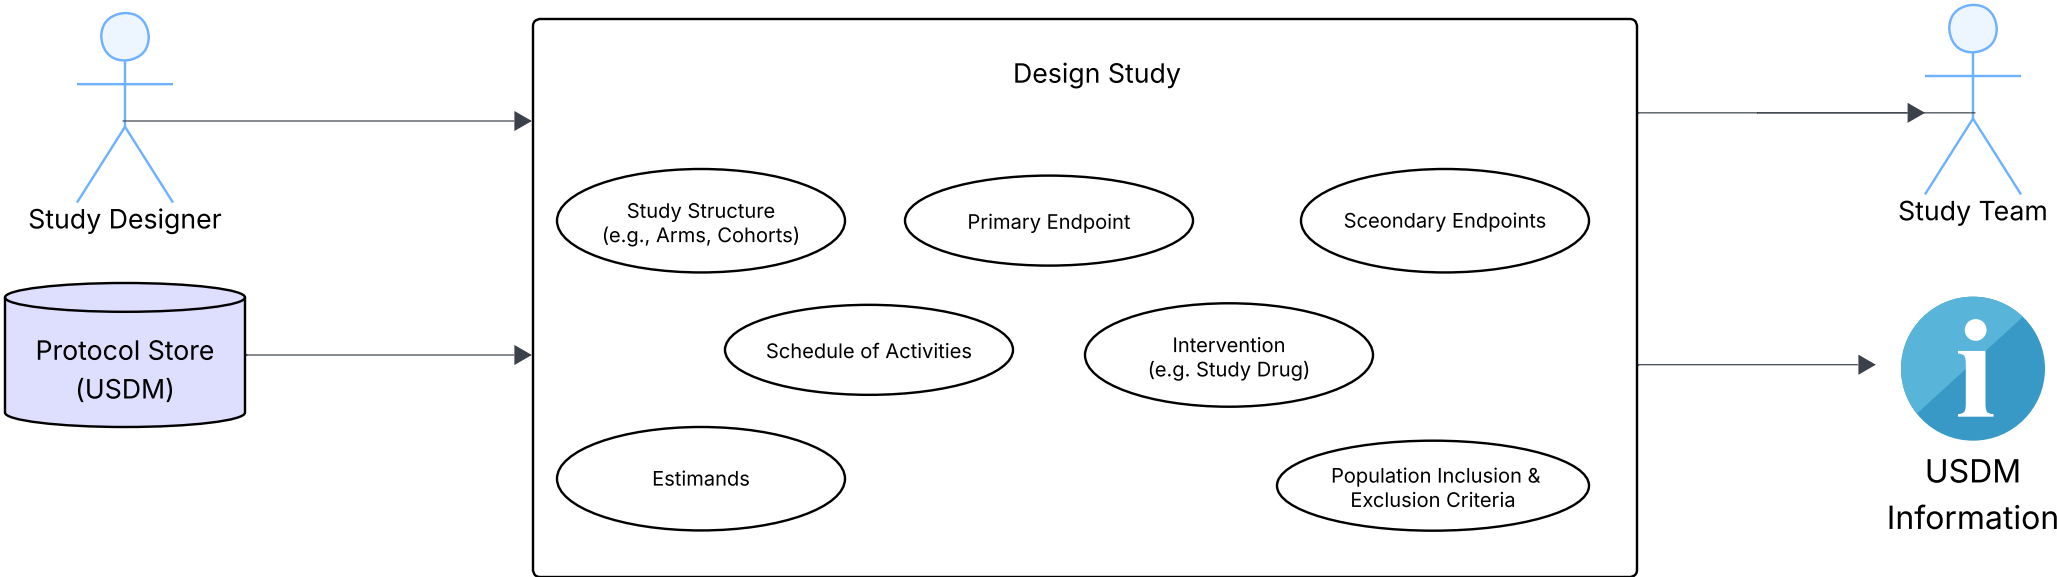 Design Study
Study Designer
Study Team
Study Structure
(e.g., Arms, Cohorts)
Primary Endpoint
Sceondary Endpoints
Protocol Store
(USDM)
Schedule of Activities
Intervention
(e.g. Study Drug)
Estimands
Population Inclusion &
Exclusion Criteria
USDM
Information